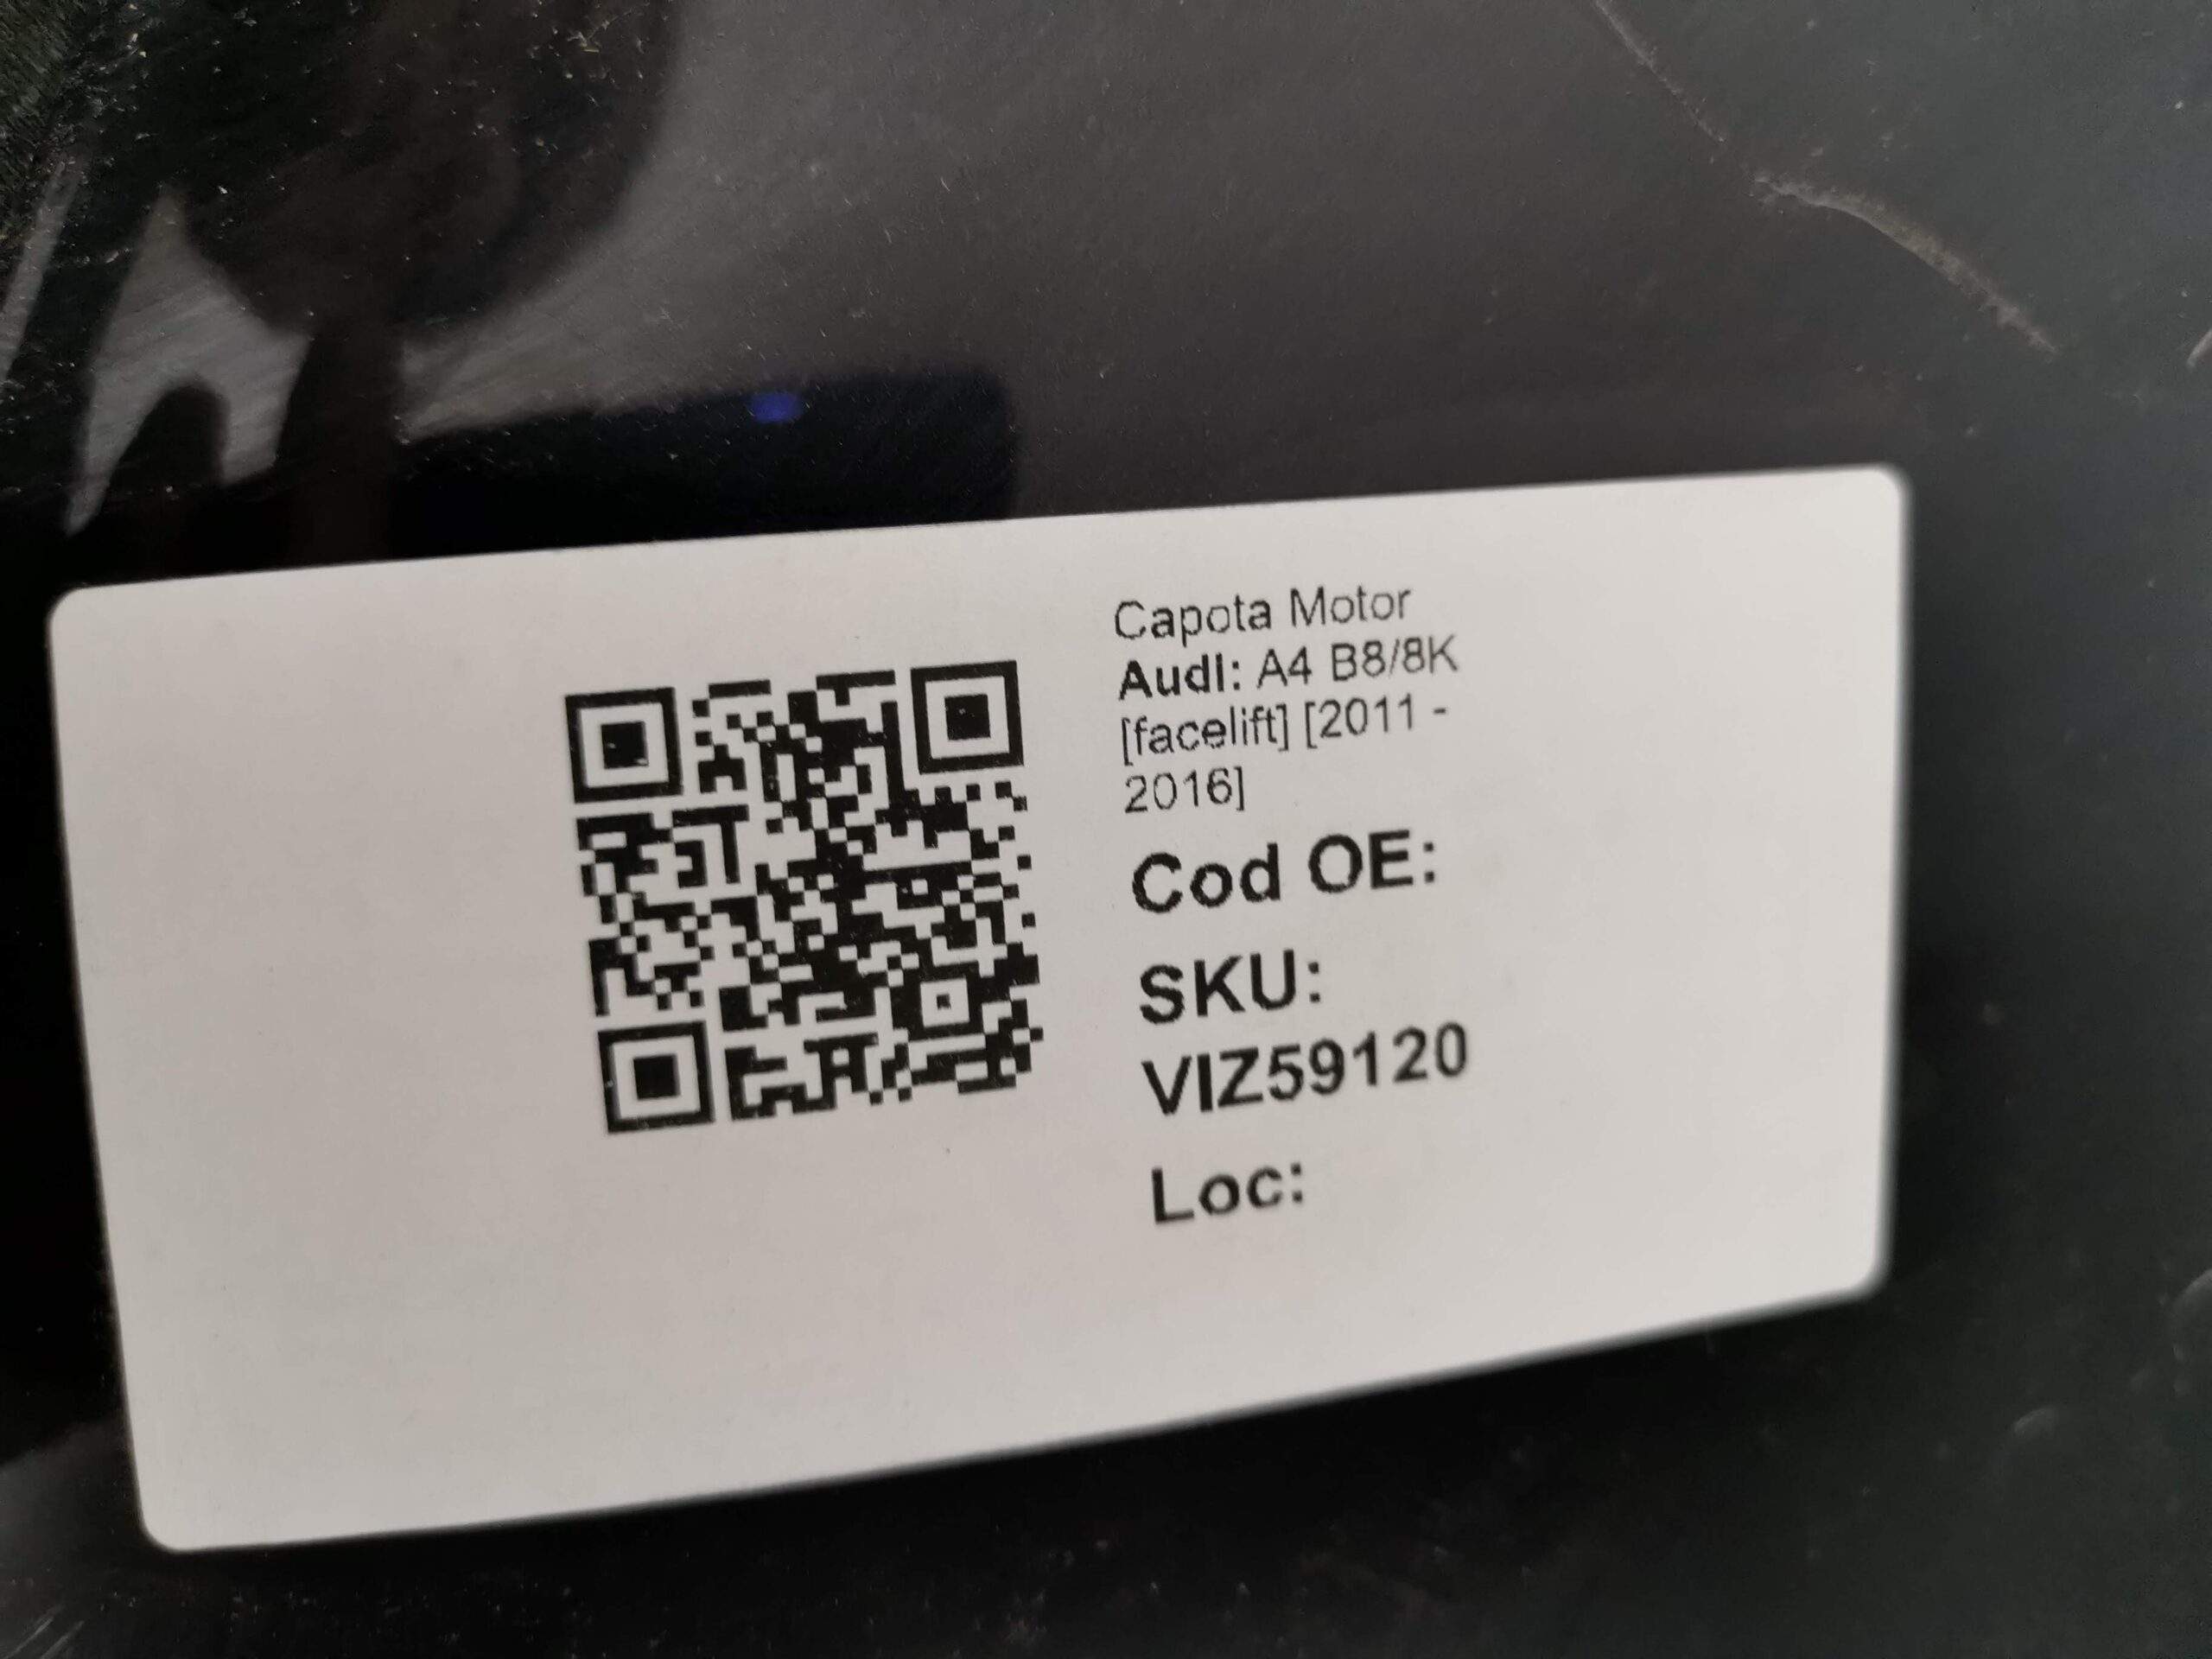 Capota Motor
Audi: A4 B8/8K
[facelift] [2011 -
2016]
Cod OE:
SKU:
VIZ59120
Loc: